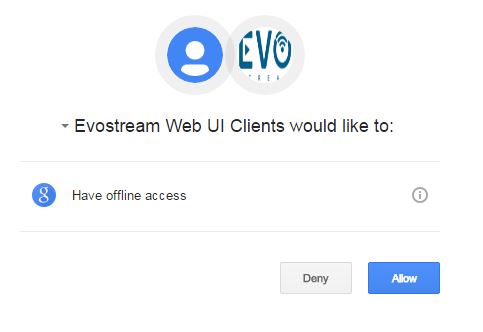 EVO
TREA
Evostream Web UI Clients would like to:
g
Have offline access
Deny
Allow